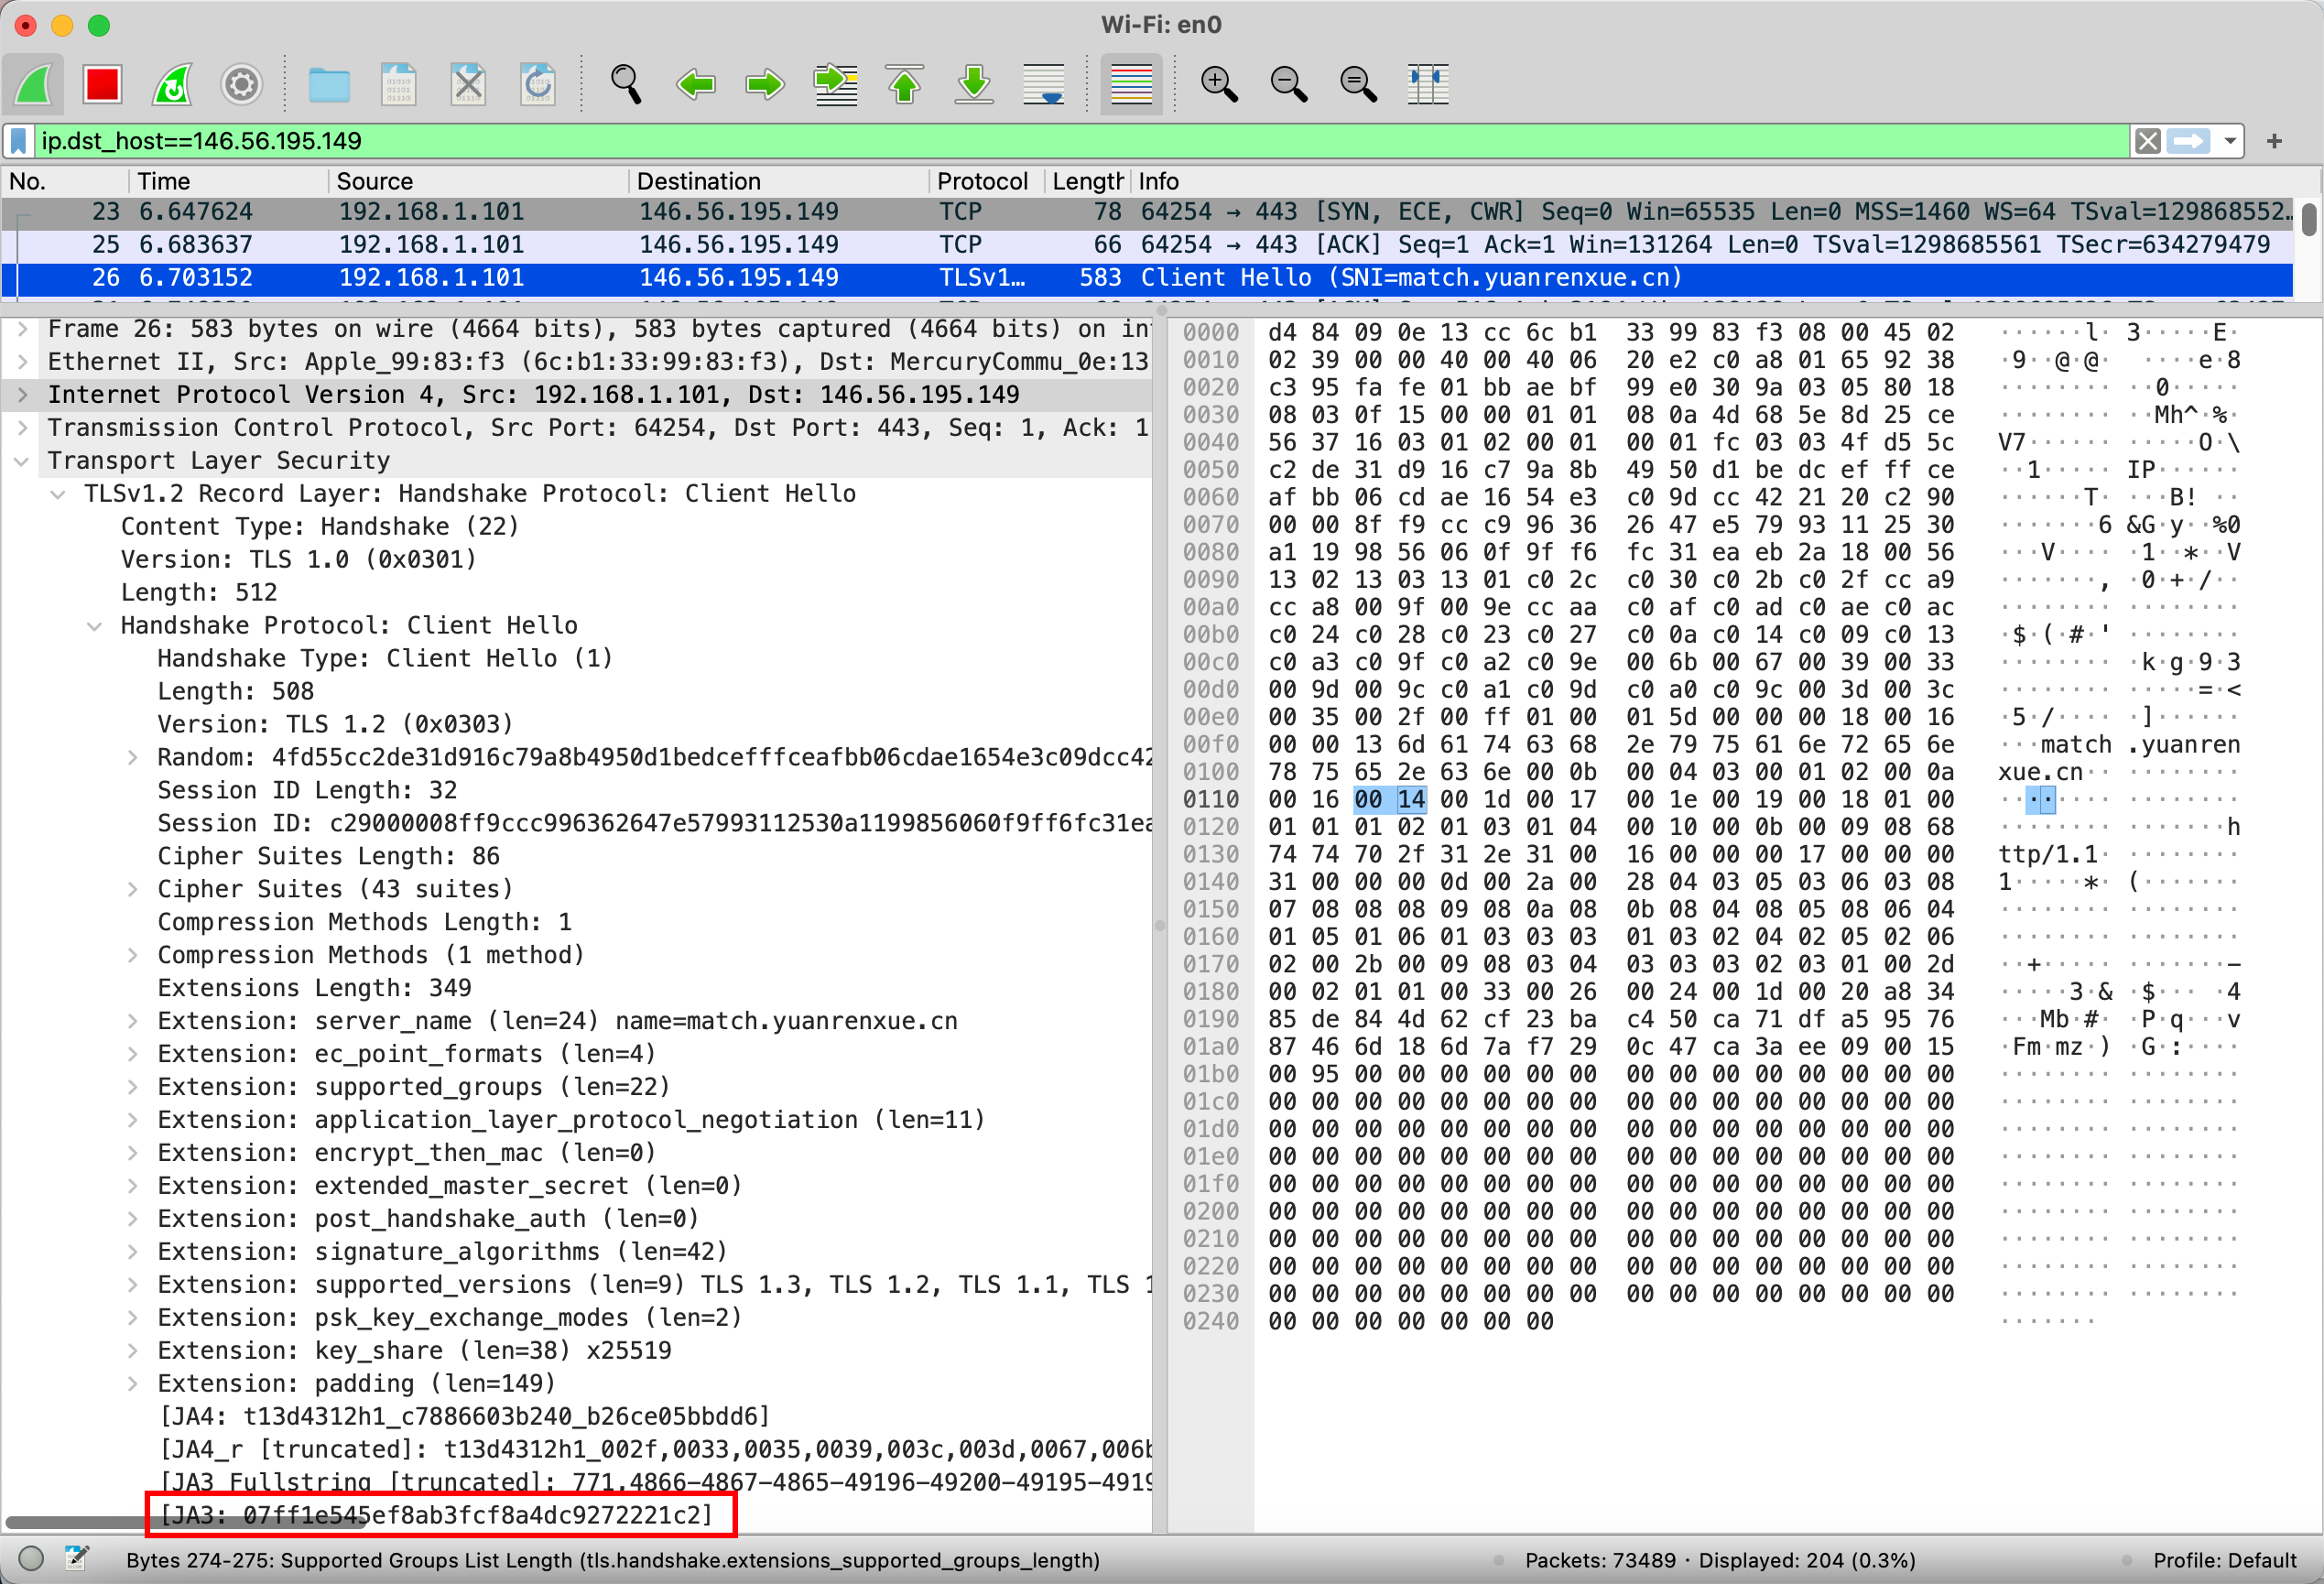 Wi-Fi: en0
ip.dst_host==146.56.195.149
No. Time Source Destination Protocol Length Info
23 6.647624 192.168.1.101 146.56.195.149 TCP 78 64254 → 443 [SYN, ECE, CWR] Seq=0 Win=65535 Len=0 MSS=1460 WS=64 TSval=129868552…
25 6.683637 192.168.1.101 146.56.195.149 TCP 66 64254 → 443 [ACK] Seq=1 Ack=1 Win=131264 Len=0 TSval=1298685561 TSecr=634279479
26 6.703152 192.168.1.101 146.56.195.149 TLSv1… 583 Client Hello (SNI=match.yuanrenxue.cn)
Frame 26: 583 bytes on wire (4664 bits), 583 bytes captured (4664 bits) on in
Ethernet II, Src: Apple_99:83:f3 (6c:b1:33:99:83:f3), Dst: MercuryCommu_0e:13
Internet Protocol Version 4, Src: 192.168.1.101, Dst: 146.56.195.149
Transmission Control Protocol, Src Port: 64254, Dst Port: 443, Seq: 1, Ack: 1
Transport Layer Security
TLSv1.2 Record Layer: Handshake Protocol: Client Hello
Content Type: Handshake (22)
Version: TLS 1.0 (0x0301)
Length: 512
Handshake Protocol: Client Hello
Handshake Type: Client Hello (1)
Length: 508
Version: TLS 1.2 (0x0303)
Random: 4fd55cc2de31d916c79a8b4950d1bedcefffceafbb06cdae1654e3c09dcc42
Session ID Length: 32
Session ID: c29000008ff9ccc996362647e57993112530a1199856060f9ff6fc31ea
Cipher Suites Length: 86
Cipher Suites (43 suites)
Compression Methods Length: 1
Compression Methods (1 method)
Extensions Length: 349
Extension: server_name (len=24) name=match.yuanrenxue.cn
Extension: ec_point_formats (len=4)
Extension: supported_groups (len=22)
Extension: application_layer_protocol_negotiation (len=11)
Extension: encrypt_then_mac (len=0)
Extension: extended_master_secret (len=0)
Extension: post_handshake_auth (len=0)
Extension: signature_algorithms (len=42)
Extension: supported_versions (len=9) TLS 1.3, TLS 1.2, TLS 1.1, TLS 1
Extension: psk_key_exchange_modes (len=2)
Extension: key_share (len=38) x25519
Extension: padding (len=149)
[JA4: t13d4312h1_c7886603b240_b26ce05bbdd6]
[JA4_r [truncated]: t13d4312h1_002f,0033,0035,0039,003c,003d,0067,006b
[JA3 Fullstring [truncated]: 771,4866-4867-4865-49196-49200-49195-4919
[JA3: 07ff1e545ef8ab3fcf8a4dc9272221c2]
0000 d4 84 09 0e 13 cc 6c b1 33 99 83 f3 08 00 45 02 ······l· 3·····E·
0010 02 39 00 00 40 00 40 06 20 e2 c0 a8 01 65 92 38 ·9··@·@· ····e·8
0020 c3 95 fa fe 01 bb ae bf 99 e0 30 9a 03 05 80 18 ········ ··0·····
0030 08 03 0f 15 00 00 01 01 08 0a 4d 68 5e 8d 25 ce ········ ··Mh^·%·
0040 56 37 16 03 01 02 00 01 00 01 fc 03 03 4f d5 5c V7······ ·····O·\
0050 c2 de 31 d9 16 c7 9a 8b 49 50 d1 be dc ef ff ce ··1····· IP······
0060 af bb 06 cd ae 16 54 e3 c0 9d cc 42 21 20 c2 90 ······T· ···B! ··
0070 00 00 8f f9 cc c9 96 36 26 47 e5 79 93 11 25 30 ·······6 &G·y··%0
0080 a1 19 98 56 06 0f 9f f6 fc 31 ea eb 2a 18 00 56 ···V···· ·1··*··V
0090 13 02 13 03 13 01 c0 2c c0 30 c0 2b c0 2f cc a9 ·······, ·0·+·/··
00a0 cc a8 00 9f 00 9e cc aa c0 af c0 ad c0 ae c0 ac ········ ········
00b0 c0 24 c0 28 c0 23 c0 27 c0 0a c0 14 c0 09 c0 13 ·$·(·#·' ········
00c0 c0 a3 c0 9f c0 a2 c0 9e 00 6b 00 67 00 39 00 33 ········ ·k·g·9·3
00d0 00 9d 00 9c c0 a1 c0 9d c0 a0 c0 9c 00 3d 00 3c ········ ·····=·<
00e0 00 35 00 2f 00 ff 01 00 01 5d 00 00 00 18 00 16 ·5·/···· ·]······
00f0 00 00 13 6d 61 74 63 68 2e 79 75 61 6e 72 65 6e ···match .yuanren
0100 78 75 65 2e 63 6e 00 0b 00 04 03 00 01 02 00 0a xue.cn·· ········
0110 00 16 00 14 00 1d 00 17 00 1e 00 19 00 18 01 00 ········ ········
0120 01 01 01 02 01 03 01 04 00 10 00 0b 00 09 08 68 ········ ·······h
0130 74 74 70 2f 31 2e 31 00 16 00 00 00 17 00 00 00 ttp/1.1· ········
0140 31 00 00 00 0d 00 2a 00 28 04 03 05 03 06 03 08 1·····*· (·······
0150 07 08 08 08 09 08 0a 08 0b 08 04 08 05 08 06 04 ········ ········
0160 01 05 01 06 01 03 03 03 01 03 02 04 02 05 02 06 ········ ········
0170 02 00 2b 00 09 08 03 04 03 03 03 02 03 01 00 2d ··+····· ·······-
0180 00 02 01 01 00 33 00 26 00 24 00 1d 00 20 a8 34 ·····3·& ·$··· ·4
0190 85 de 84 4d 62 cf 23 ba c4 50 ca 71 df a5 95 76 ···Mb·#· ·P·q···v
01a0 87 46 6d 18 6d 7a f7 29 0c 47 ca 3a ee 09 00 15 ·Fm·mz·) ·G·:····
01b0 00 95 00 00 00 00 00 00 00 00 00 00 00 00 00 00 ········ ········
01c0 00 00 00 00 00 00 00 00 00 00 00 00 00 00 00 00 ········ ········
01d0 00 00 00 00 00 00 00 00 00 00 00 00 00 00 00 00 ········ ········
01e0 00 00 00 00 00 00 00 00 00 00 00 00 00 00 00 00 ········ ········
01f0 00 00 00 00 00 00 00 00 00 00 00 00 00 00 00 00 ········ ········
0200 00 00 00 00 00 00 00 00 00 00 00 00 00 00 00 00 ········ ········
0210 00 00 00 00 00 00 00 00 00 00 00 00 00 00 00 00 ········ ········
0220 00 00 00 00 00 00 00 00 00 00 00 00 00 00 00 00 ········ ········
0230 00 00 00 00 00 00 00 00 00 00 00 00 00 00 00 00 ········ ········
0240 00 00 00 00 00 00 00 ·······
Bytes 274-275: Supported Groups List Length (tls.handshake.extensions_supported_groups_length)
Packets: 73489 · Displayed: 204 (0.3%)
Profile: Default